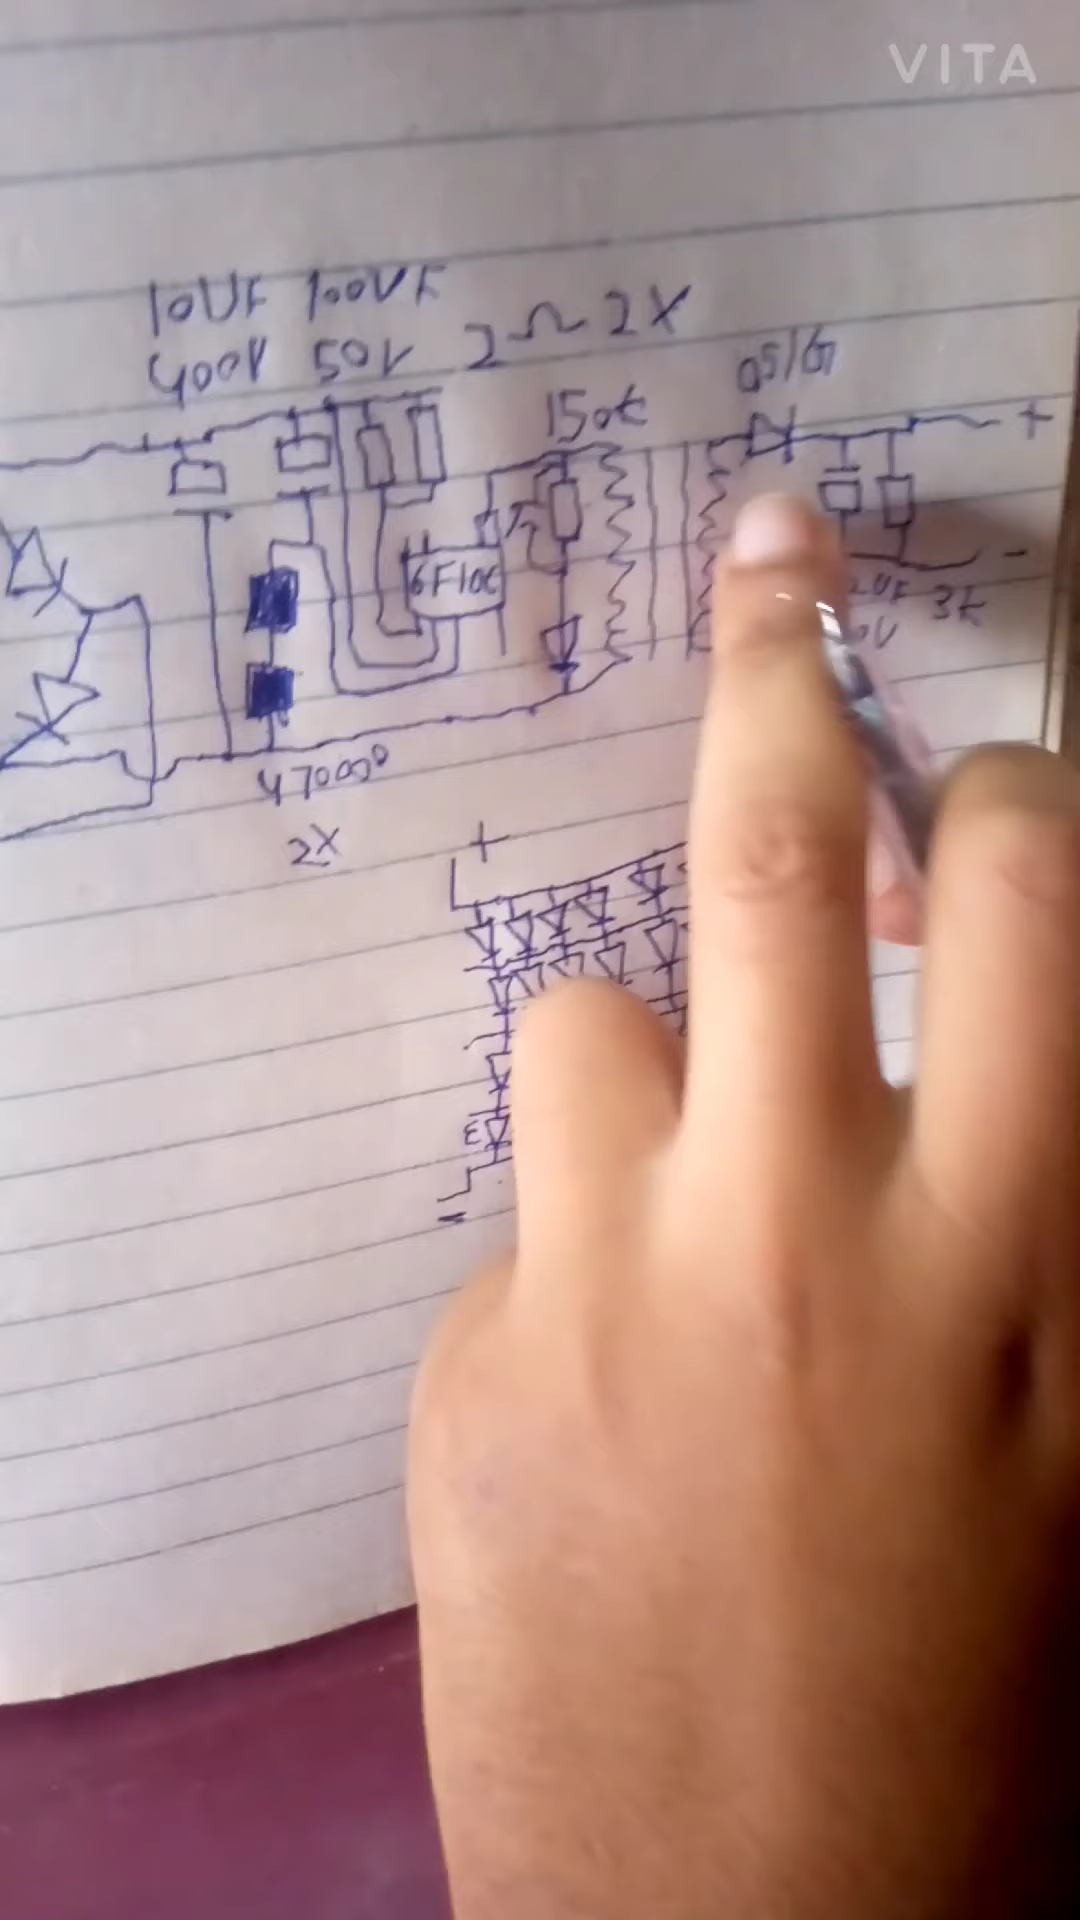 VITA
10UF 100UF
400V 50V 2Ω 2X
150k
6F10C
3k
470000
2X
+
-
+